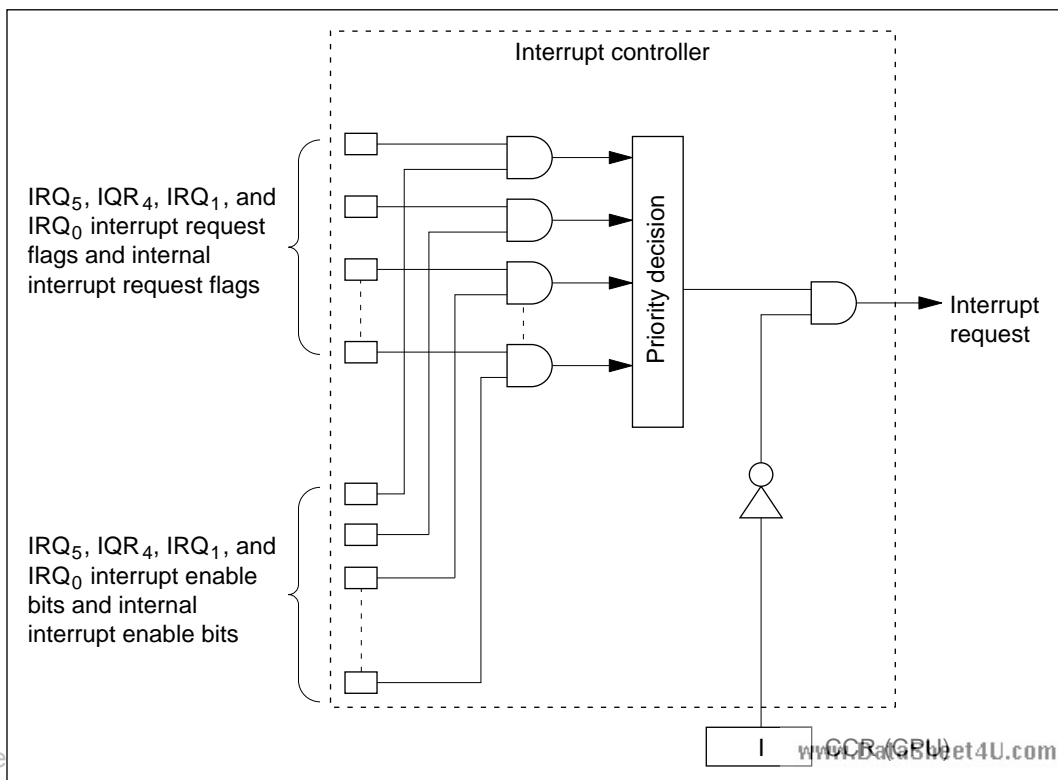 Interrupt controller
IRQ5, IQR4, IRQ1, and
IRQ0 interrupt request
flags and internal
interrupt request flags
Priority decision
Interrupt
request
IRQ5, IQR4, IRQ1, and
IRQ0 interrupt enable
bits and internal
interrupt enable bits
I
CCR (CPU)
www.DataSheet4U.com
e